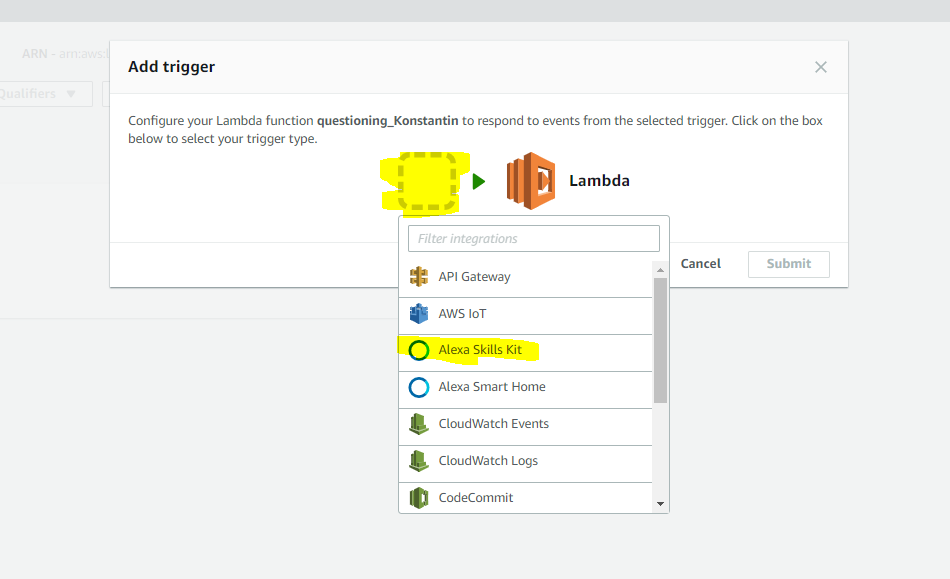 ARN - arn:aws:l
Add trigger
Qualifiers
Configure your Lambda function questioning_Konstantin to respond to events from the selected trigger. Click on the box
below to select your trigger type.
Lambda
Filter integrations
Cancel
Submit
API Gateway
AWS IoT
Alexa Skills Kit
Alexa Smart Home
CloudWatch Events
CloudWatch Logs
CodeCommit